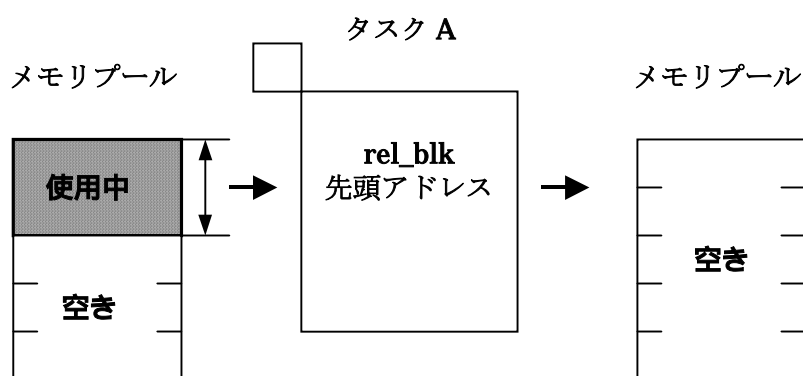 タスク A
メモリプール
メモリプール
使用中
rel_blk
先頭アドレス
空き
空き